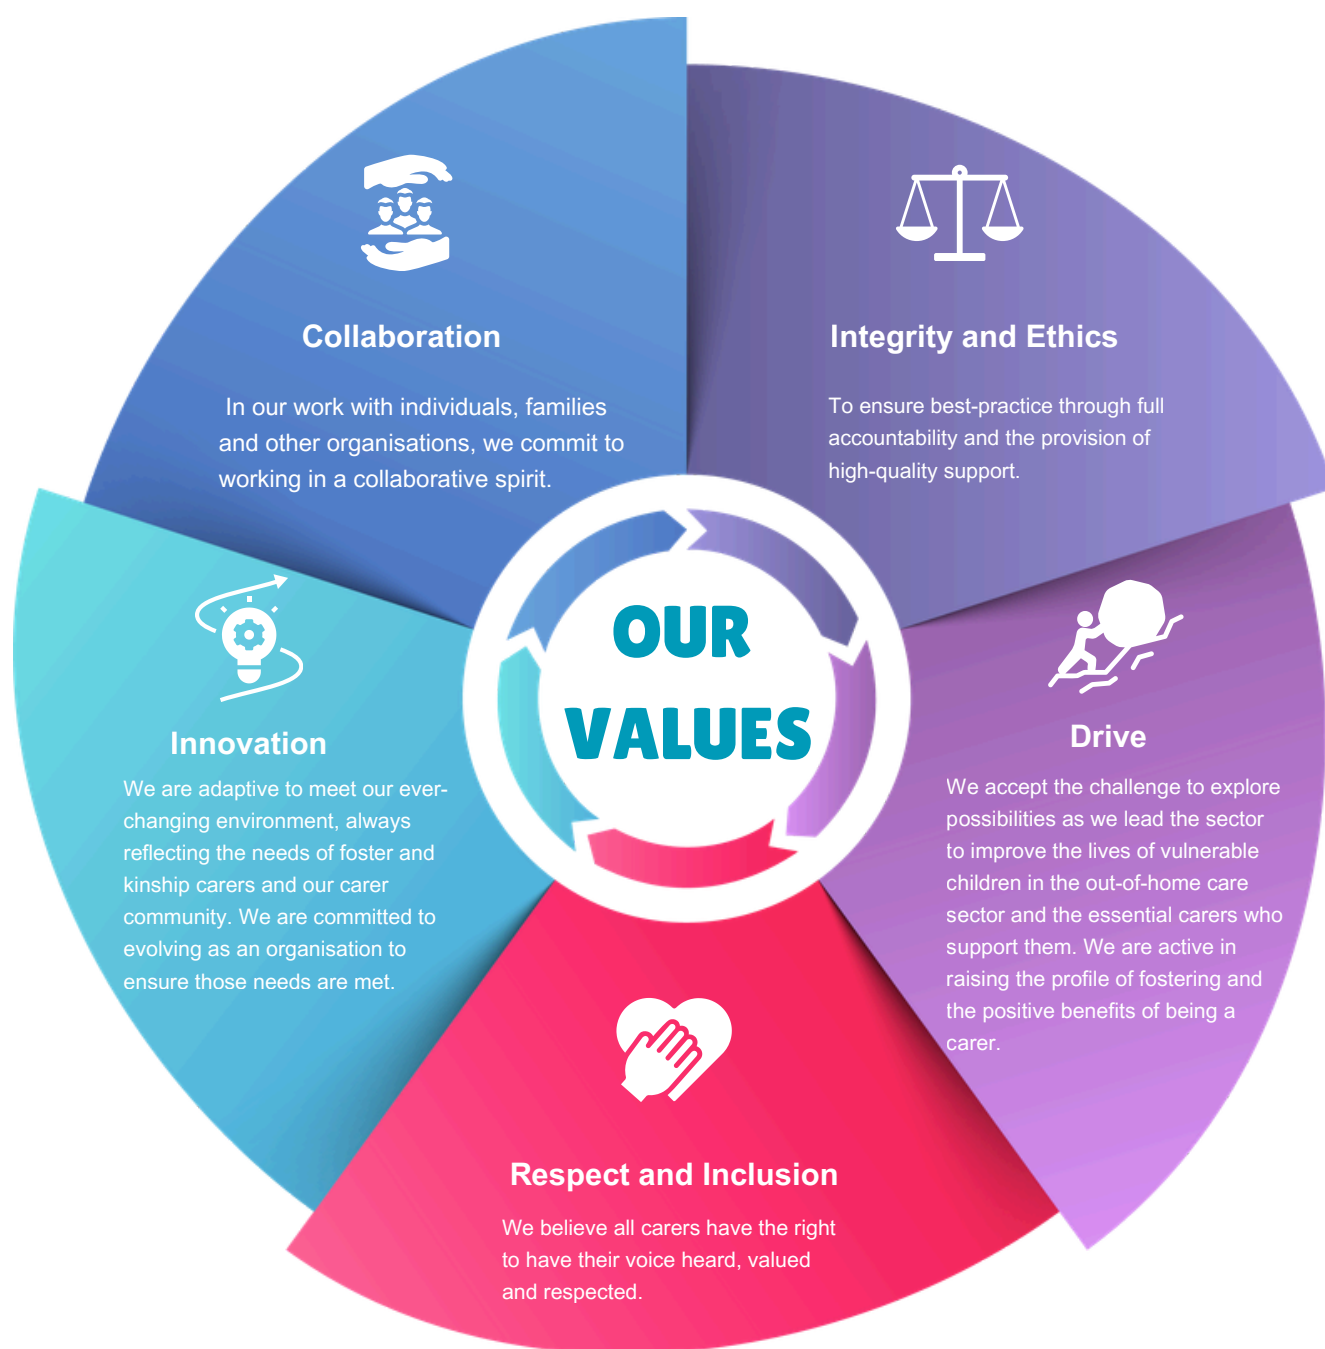 OUR
VALUES
Collaboration
In our work with individuals, families
and other organisations, we commit to
working in a collaborative spirit.
Integrity and Ethics
To ensure best-practice through full
accountability and the provision of
high-quality support.
Drive
We accept the challenge to explore
possibilities as we lead the sector
to improve the lives of vulnerable
children in the out-of-home care
sector and the essential carers who
support them. We are active in
raising the profile of fostering and
the positive benefits of being a
carer.
Respect and Inclusion
We believe all carers have the right
to have their voice heard, valued
and respected.
Innovation
We are adaptive to meet our ever-
changing environment, always
reflecting the needs of foster and
kinship carers and our carer
community. We are committed to
evolving as an organisation to
ensure those needs are met.